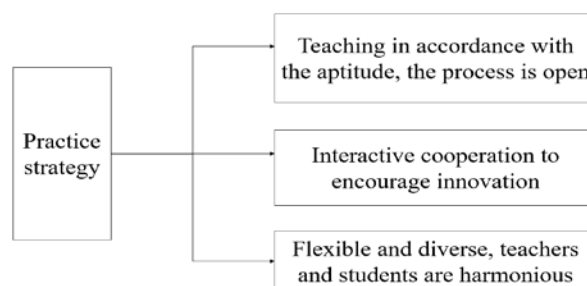 Practice
strategy
Teaching in accordance with
the aptitude, the process is open
Interactive cooperation to
encourage innovation
Flexible and diverse, teachers
and students are harmonious